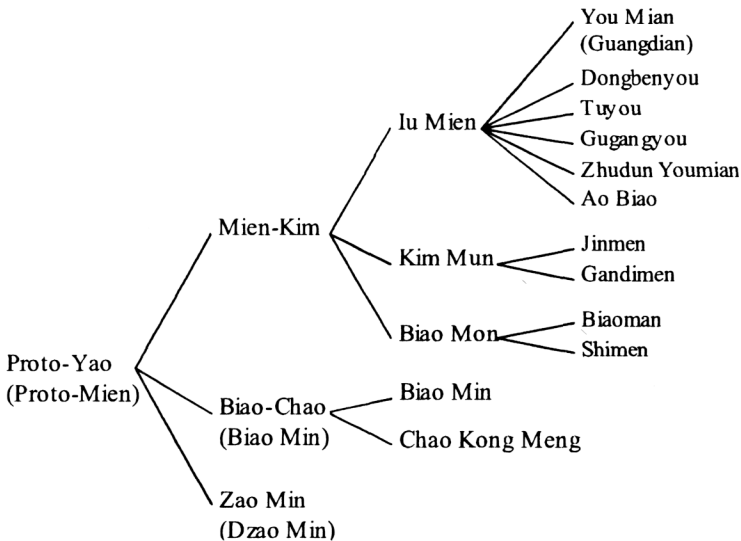 You Mian
(Guangdian)
Dongbenyou
Tuyou
Iu Mien
Gugangyou
Zhudun Youmian
Ao Biao
Mien-Kim
Jinmen
Kim Mun
Gandimen
Biaoman
Biao Mon
Shimen
Proto-Yao
(Proto-Mien)
Biao Min
Biao-Chao
(Biao Min)
Chao Kong Meng
Zao Min
(Dzao Min)